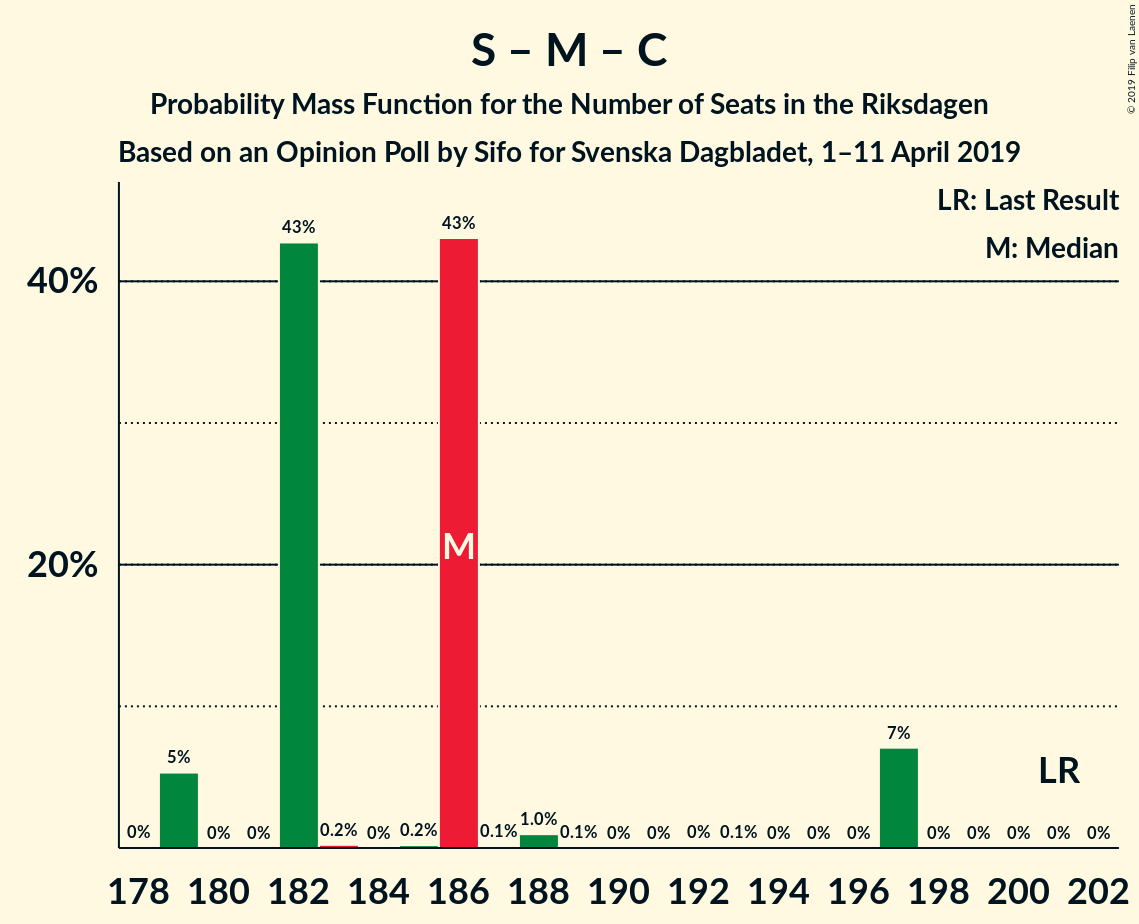 S – M – C
Probability Mass Function for the Number of Seats in the Riksdagen
Based on an Opinion Poll by Sifo for Svenska Dagbladet, 1–11 April 2019
© 2019 Filip van Laenen
LR: Last Result
M: Median
40%
20%
0% 5% 0% 0% 43% 0.2% 0% 0.2% 43% 0.1% 1.0% 0.1% 0% 0% 0% 0.1% 0% 0% 0% 7% 0% 0% 0% 0% 0%
M
LR
178 180 182 184 186 188 190 192 194 196 198 200 202